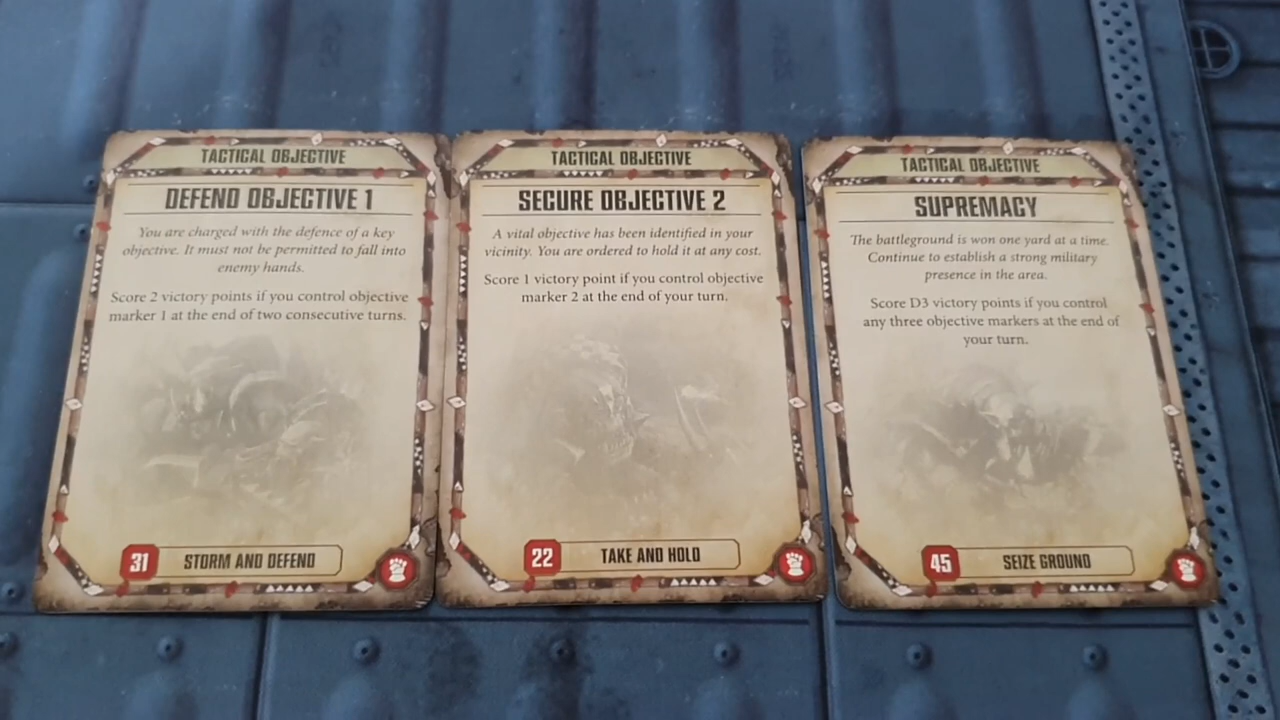 TACTICAL OBJECTIVE
DEFEND OBJECTIVE 1
You are charged with the defence of a key
objective. It must not be permitted to fall into
enemy hands.
Score 2 victory points if you control objective
marker 1 at the end of two consecutive turns.
31
STORM AND DEFEND
TACTICAL OBJECTIVE
SECURE OBJECTIVE 2
A vital objective has been identified in your
vicinity. You are ordered to hold it at any cost.
Score 1 victory point if you control objective
marker 2 at the end of your turn.
22
TAKE AND HOLD
TACTICAL OBJECTIVE
SUPREMACY
The battleground is won one yard at a time.
Continue to establish a strong military
presence in the area.
Score D3 victory points if you control
any three objective markers at the end of
your turn.
45
SEIZE GROUND